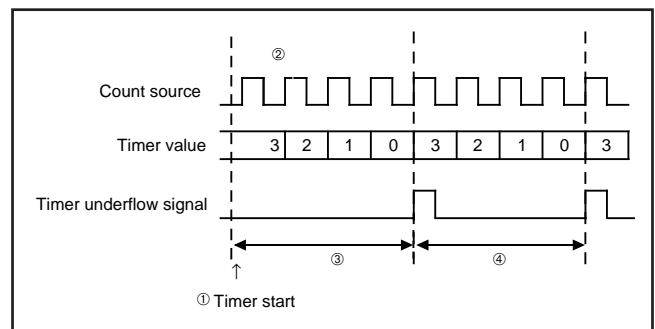 ②
Count source
Timer value 3 2 1 0 3 2 1 0 3
Timer underflow signal
③ ④
↑
① Timer start